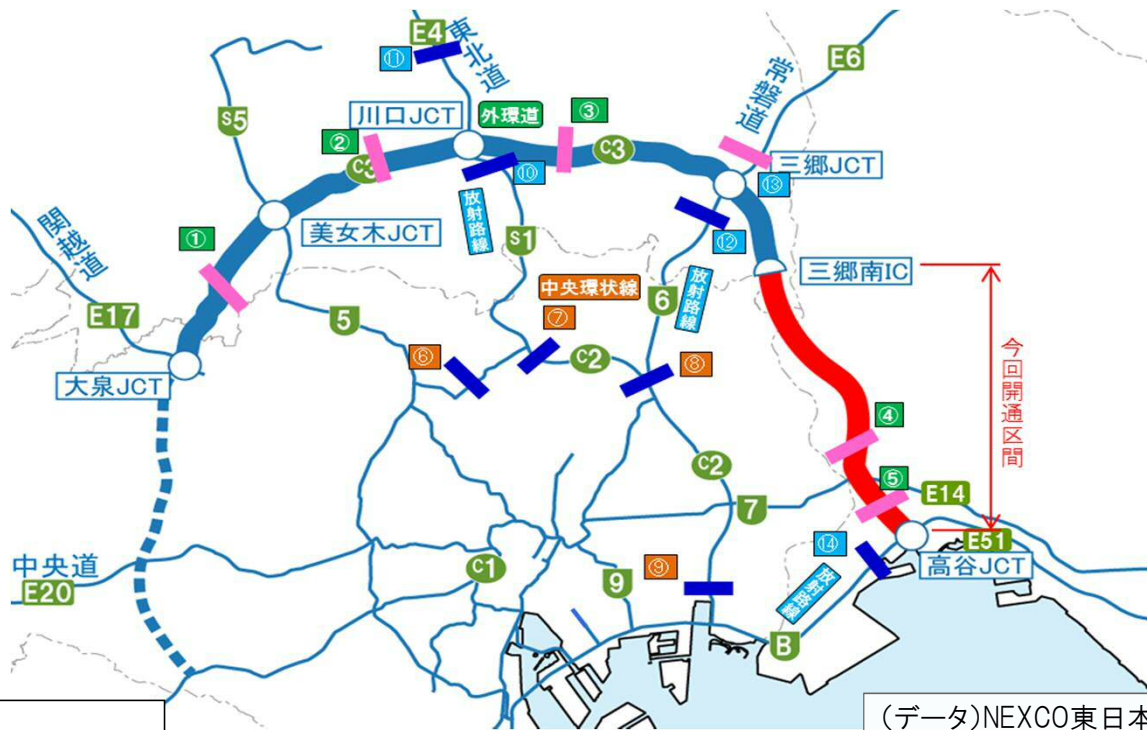 E4
東北道
⑪
E6
常磐道
S5
川口JCT
外環道
③
②
C3
C3
⑩
三郷JCT
⑬
放射路線
関越道
①
美女木JCT
S1
⑫
放射路線
三郷南IC
中央環状線
⑦
6
E17
5
⑥
C2
⑧
今回開通区間
大泉JCT
④
C2
⑤
E14
7
中央道
E20
C1
9
⑨
⑭
放射路線
E51
高谷JCT
B
(データ)NEXCO東日本